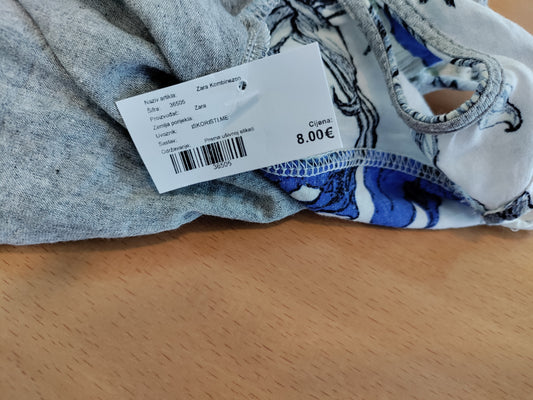 Naziv artikla: Zara Kombinezon
Šifra: 36505
Proizvođač: Zara
Zemlja porijekla:
Uvoznik: ISKORISTI.ME
Sastav:
Održavanje: Prema ušivnoj etiketi
Cijena:
8.00€
36505